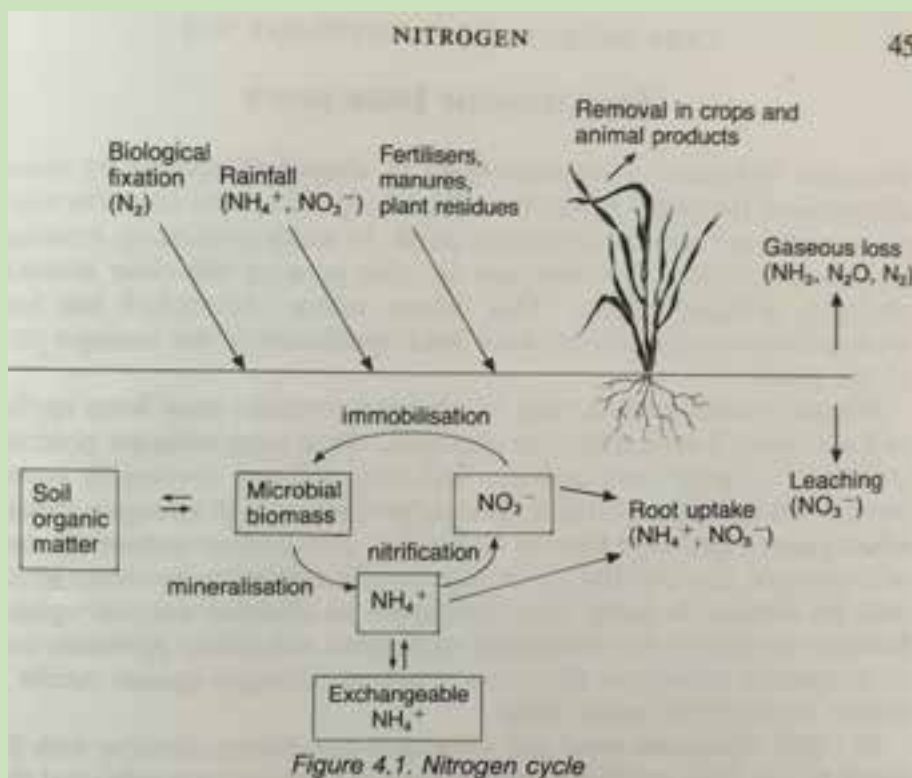 NITROGEN
45
Removal in crops and
animal products
Biological
fixation
(N₂)
Rainfall
(NH₄⁺, NO₃⁻)
Fertilisers,
manures,
plant residues
Gaseous loss
(NH₃, N₂O, N₂)
immobilisation
Soil
organic
matter
Microbial
biomass
NO₃⁻
Root uptake
(NH₄⁺, NO₃⁻)
Leaching
(NO₃⁻)
nitrification
mineralisation
NH₄⁺
Exchangeable
NH₄⁺
Figure 4.1. Nitrogen cycle